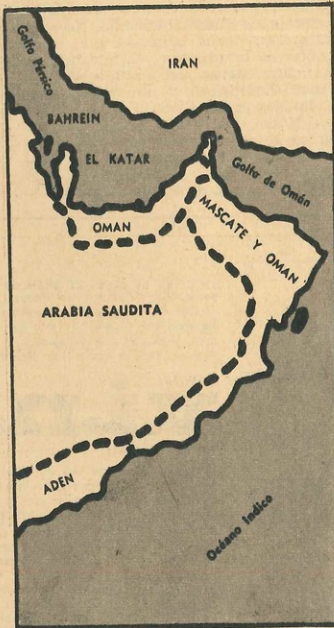 Golfo Pérsico
IRAN
BAHREIN
EL KATAR
Golfo de Omán
OMAN
MASCATE Y OMAN
ARABIA SAUDITA
ADEN
Océano Indico